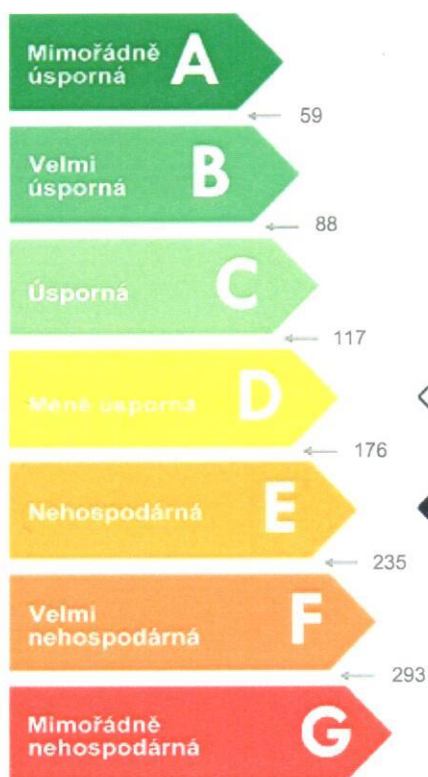 Mimořádně
úsporná
A
59
Velmi
úsporná
B
88
Úsporná
C
117
Méně úsporná
D
176
Nehospodárná
E
235
Velmi
nehospodárná
F
293
Mimořádně
nehospodárná
G